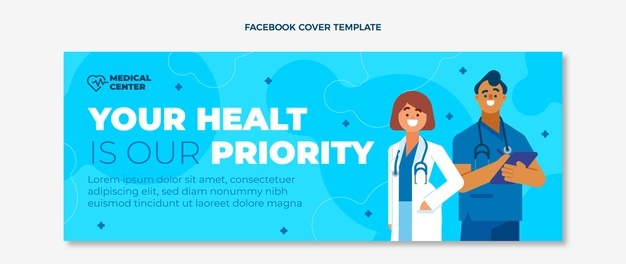 FACEBOOK COVER TEMPLATE
MEDICAL
CENTER
YOUR HEALT
IS OUR PRIORITY
Lorem ipsum dolor sit amet, consectetuer
adipiscing elit, sed diam nonummy nibh
euismod tincidunt ut laoreet dolore magna